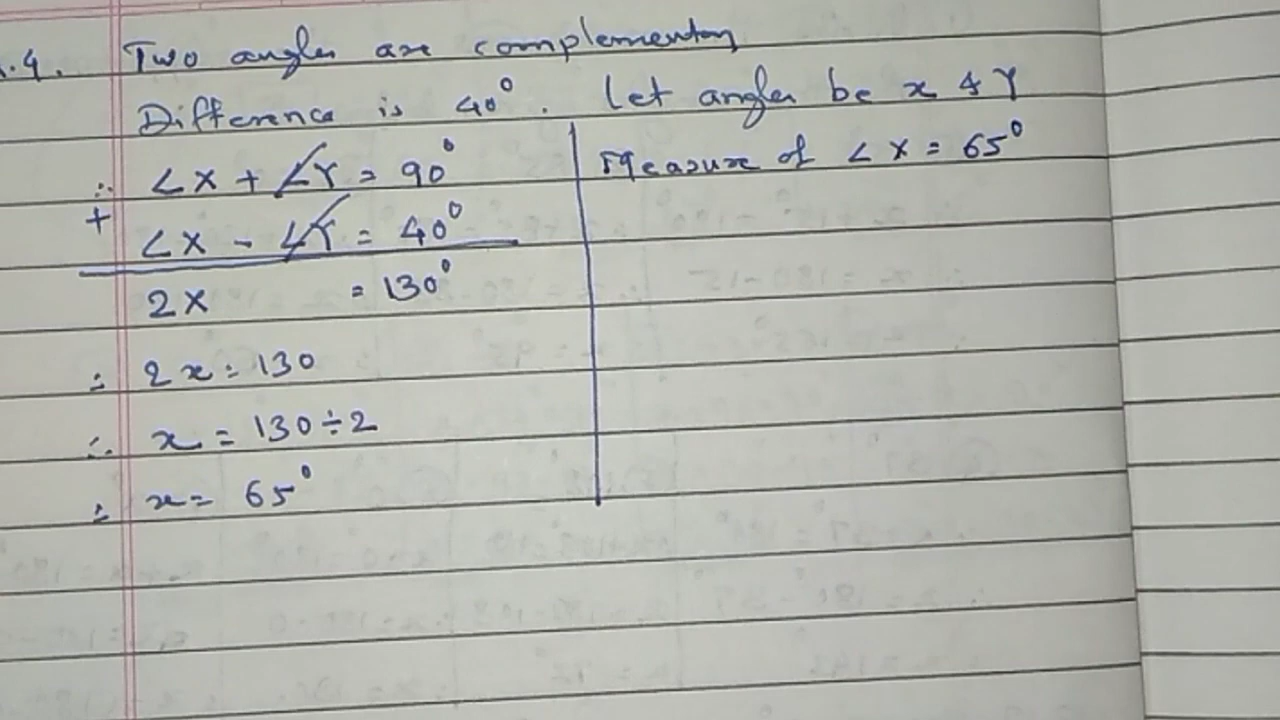 .4. Two angles are complementary
Difference is 40°. Let angles be x & Y
∴ ∠X + ∠Y = 90°
+ ∠X - ∠Y = 40°
2X = 130°
∴ 2x = 130
∴ x = 130 ÷ 2
∴ x = 65°
Measure of ∠X = 65°